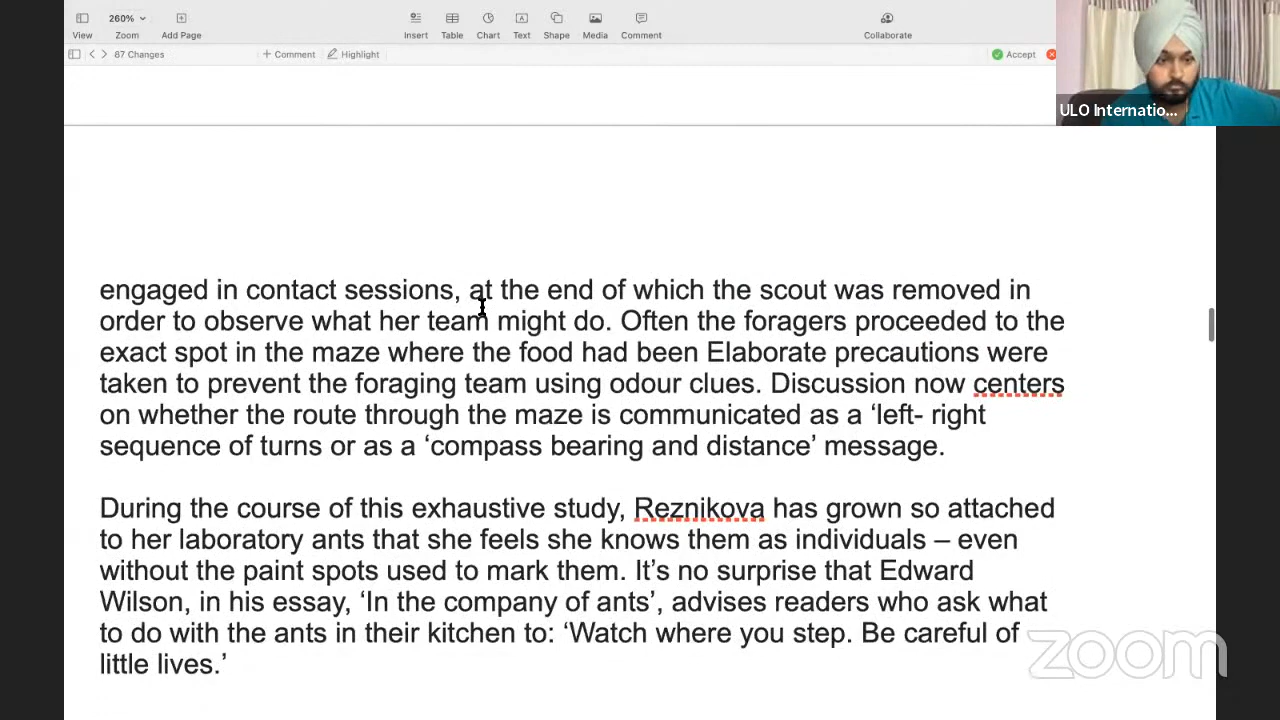 260%
View
Zoom
Add Page
Insert
Table
Chart
Text
Shape
Media
Comment
Collaborate
87 Changes
+ Comment
Highlight
Accept
ULO Internatio...
engaged in contact sessions, at the end of which the scout was removed in
order to observe what her team might do. Often the foragers proceeded to the
exact spot in the maze where the food had been Elaborate precautions were
taken to prevent the foraging team using odour clues. Discussion now centers
on whether the route through the maze is communicated as a ‘left- right
sequence of turns or as a ‘compass bearing and distance’ message.
During the course of this exhaustive study, Reznikova has grown so attached
to her laboratory ants that she feels she knows them as individuals – even
without the paint spots used to mark them. It’s no surprise that Edward
Wilson, in his essay, ‘In the company of ants’, advises readers who ask what
to do with the ants in their kitchen to: ‘Watch where you step. Be careful of
little lives.’
zoom